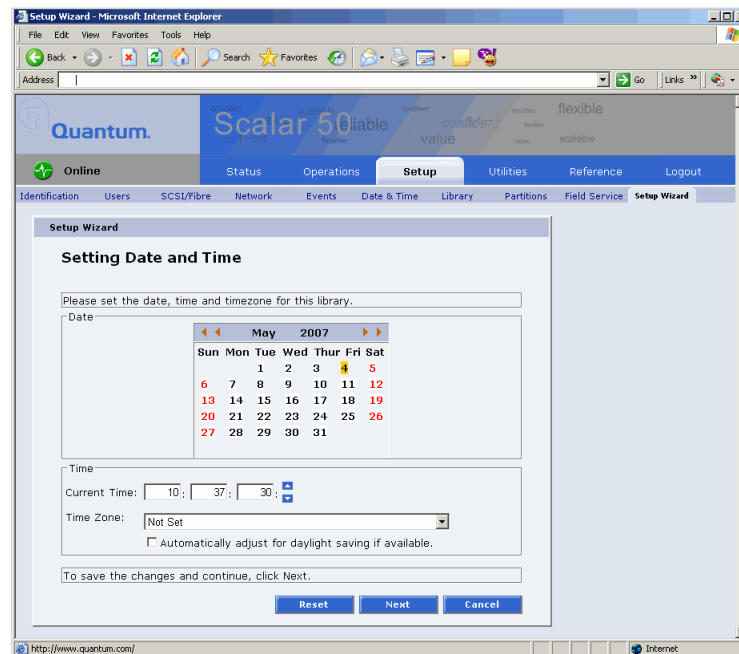 Setup Wizard - Microsoft Internet Explorer
File Edit View Favorites Tools Help
Back Search Favorites
Address Go Links »
Quantum.
Scalar 50
reliable value confident
flexible
scalable
Online Status Operations Setup Utilities Reference Logout
Identification Users SCSI/Fibre Network Events Date & Time Library Partitions Field Service Setup Wizard
Setup Wizard
Setting Date and Time
Please set the date, time and timezone for this library.
Date
May 2007
Sun Mon Tue Wed Thur Fri Sat
1 2 3 4 5
6 7 8 9 10 11 12
13 14 15 16 17 18 19
20 21 22 23 24 25 26
27 28 29 30 31
Time
Current Time: 10 : 37 : 30 :
Time Zone: Not Set
Automatically adjust for daylight saving if available.
To save the changes and continue, click Next.
Reset Next Cancel
http://www.quantum.com/ Internet